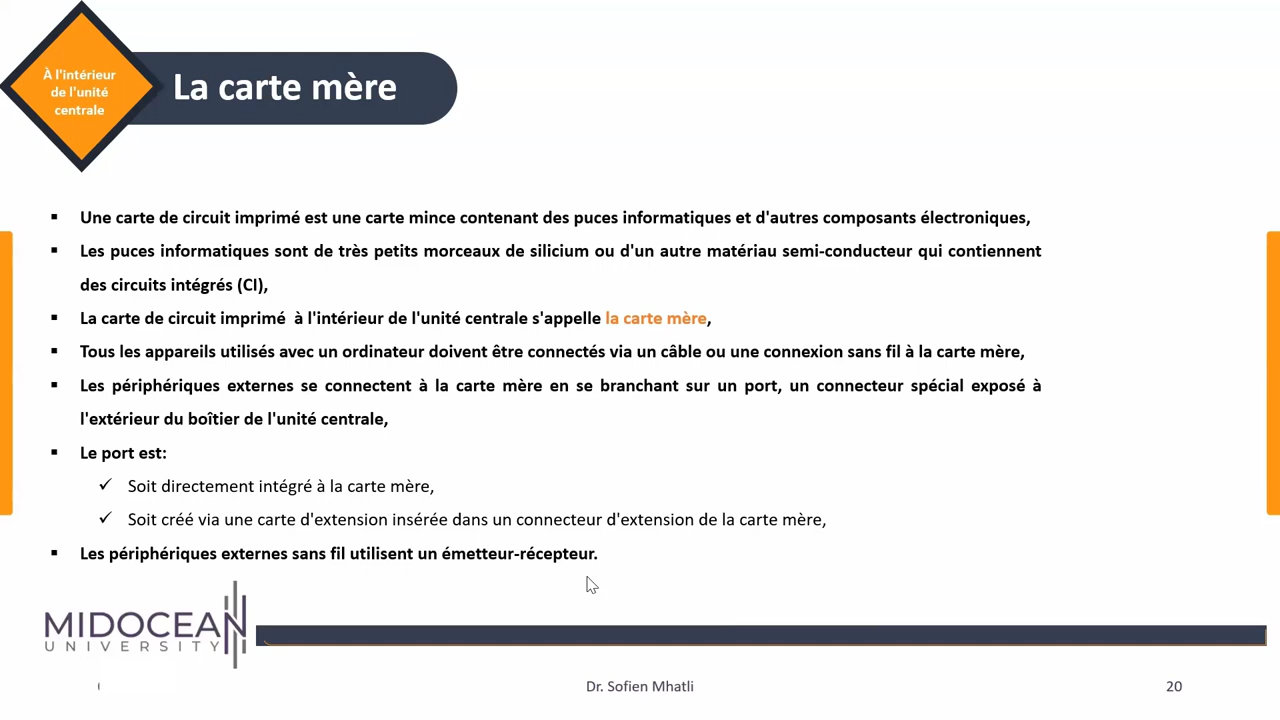 À l'intérieur
de l'unité
centrale
La carte mère
▪ Une carte de circuit imprimé est une carte mince contenant des puces informatiques et d'autres composants électroniques,
▪ Les puces informatiques sont de très petits morceaux de silicium ou d'un autre matériau semi-conducteur qui contiennent
des circuits intégrés (CI),
▪ La carte de circuit imprimé  à l'intérieur de l'unité centrale s'appelle la carte mère,
▪ Tous les appareils utilisés avec un ordinateur doivent être connectés via un câble ou une connexion sans fil à la carte mère,
▪ Les périphériques externes se connectent à la carte mère en se branchant sur un port, un connecteur spécial exposé à
l'extérieur du boîtier de l'unité centrale,
▪ Le port est:
✓ Soit directement intégré à la carte mère,
✓ Soit créé via une carte d'extension insérée dans un connecteur d'extension de la carte mère,
▪ Les périphériques externes sans fil utilisent un émetteur-récepteur.
MIDOCEAN
UNIVERSITY
Dr. Sofien Mhatli
20